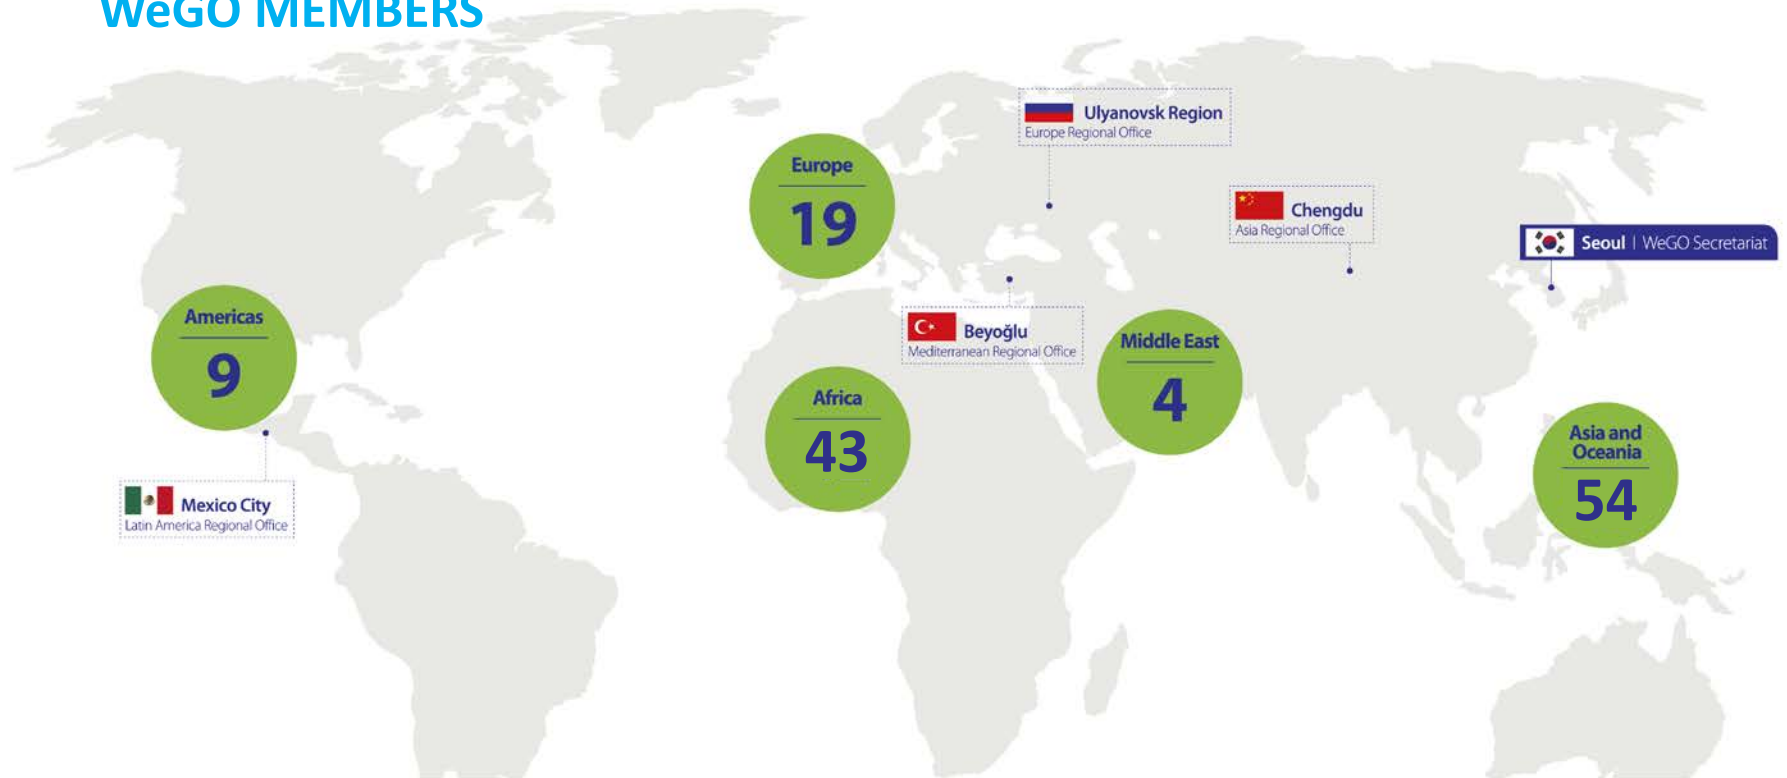 WeGO MEMBERS
Ulyanovsk Region
Europe Regional Office
Europe
19
Chengdu
Asia Regional Office
Seoul | WeGO Secretariat
Americas
9
Beyoğlu
Mediterranean Regional Office
Middle East
4
Africa
43
Asia and
Oceania
54
Mexico City
Latin America Regional Office